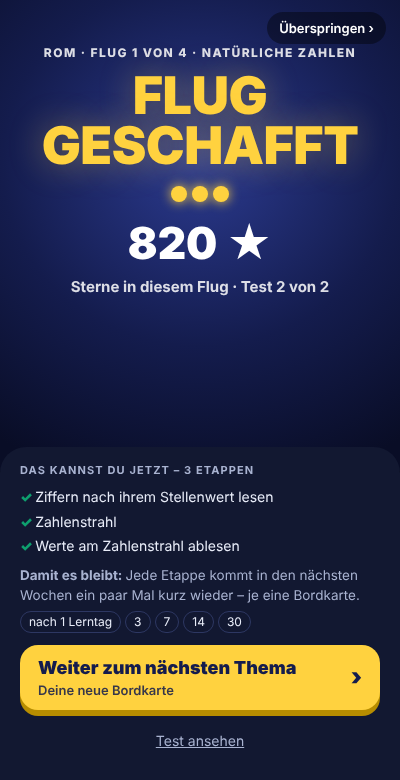 Überspringen ›
ROM · FLUG 1 VON 4 · NATÜRLICHE ZAHLEN
FLUG
GESCHAFFT
820 ★
Sterne in diesem Flug · Test 2 von 2
DAS KANNST DU JETZT – 3 ETAPPEN
✓ Ziffern nach ihrem Stellenwert lesen
✓ Zahlenstrahl
✓ Werte am Zahlenstrahl ablesen
Damit es bleibt: Jede Etappe kommt in den nächsten
Wochen ein paar Mal kurz wieder – je eine Bordkarte.
nach 1 Lerntag 3 7 14 30
Weiter zum nächsten Thema ›
Deine neue Bordkarte
Test ansehen